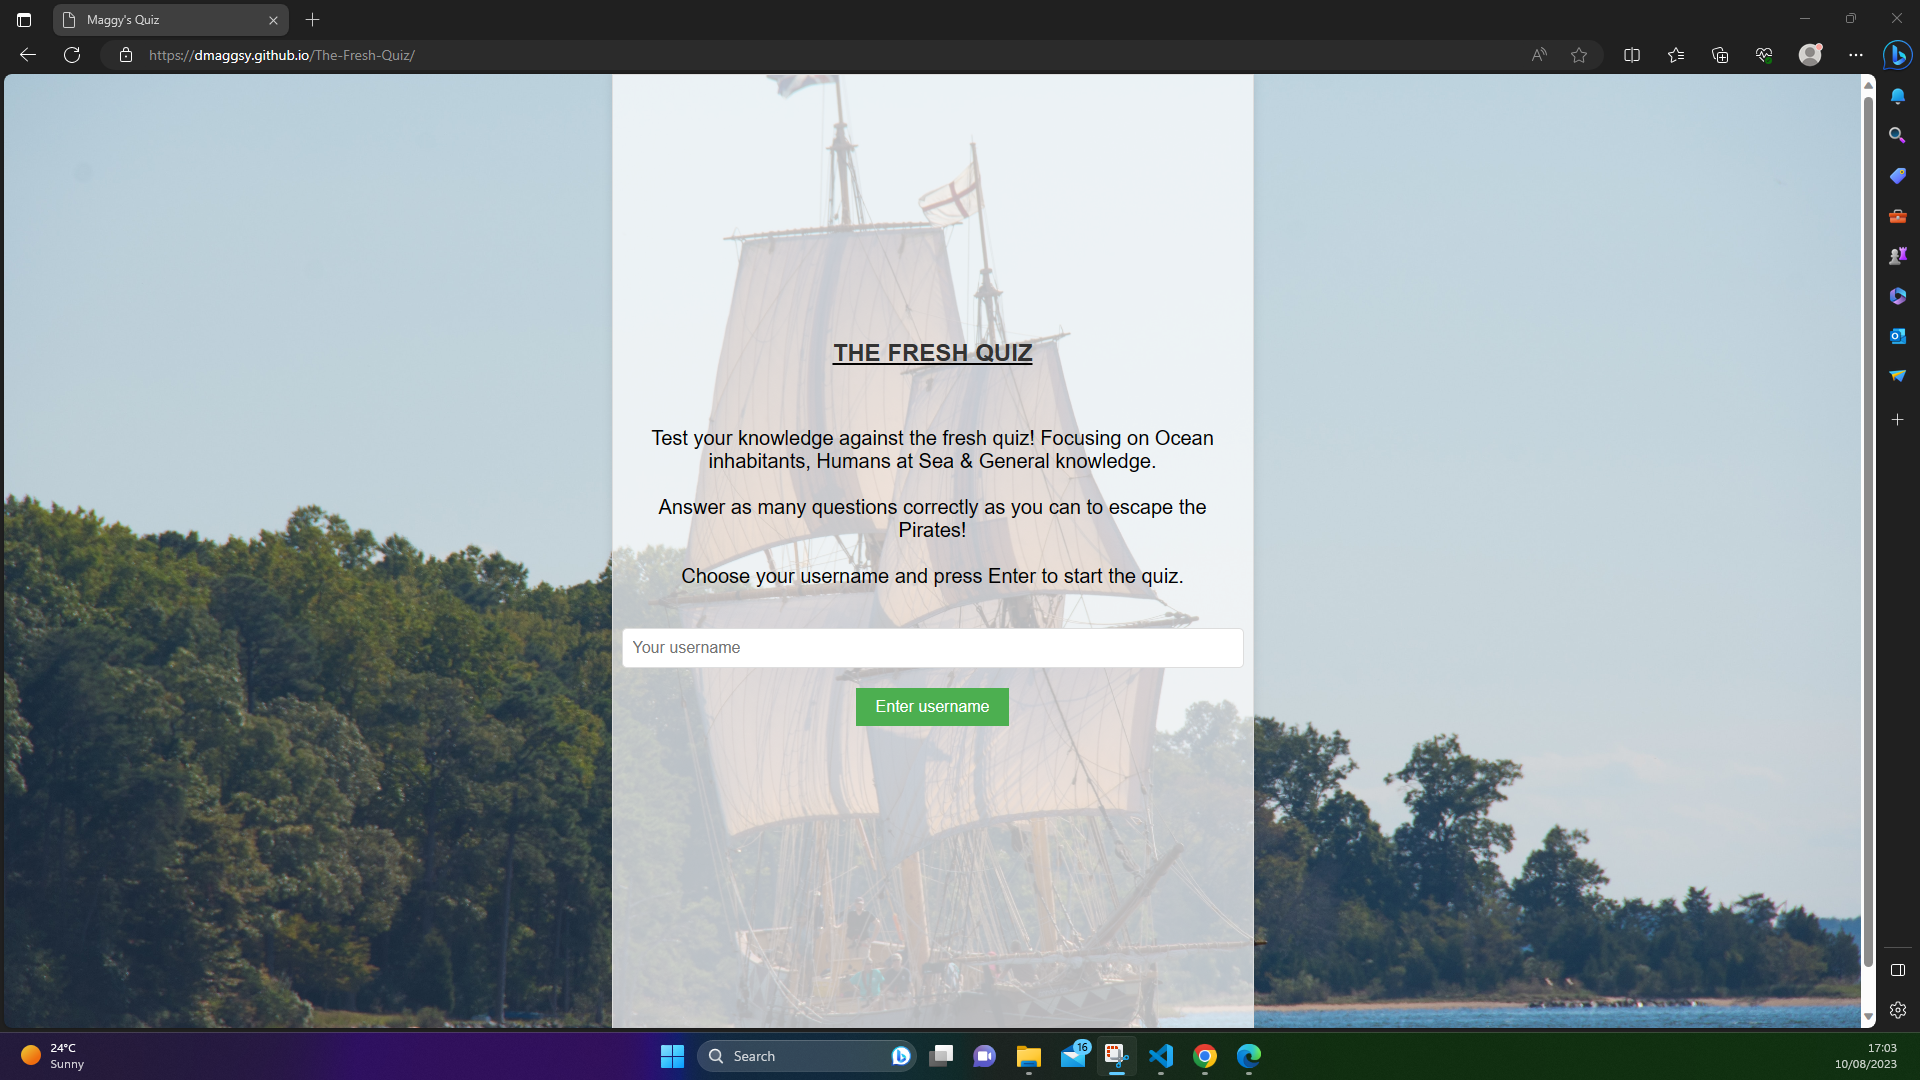 Maggy's Quiz
https://dmaggsy.github.io/The-Fresh-Quiz/
THE FRESH QUIZ
Test your knowledge against the fresh quiz! Focusing on Ocean
inhabitants, Humans at Sea & General knowledge.
Answer as many questions correctly as you can to escape the
Pirates!
Choose your username and press Enter to start the quiz.
Your username
Enter username
24°C
Sunny
Search
16
17:03
10/08/2023